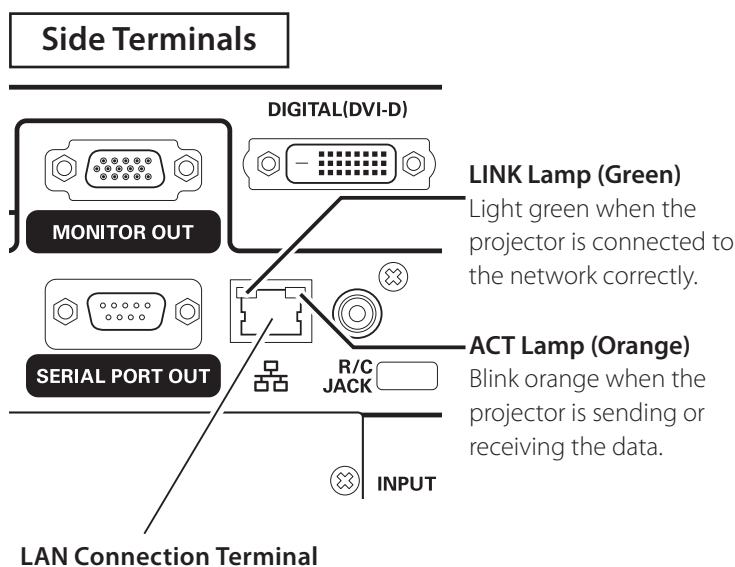 Side Terminals
DIGITAL(DVI-D)
MONITOR OUT
SERIAL PORT OUT
R/C
JACK
INPUT
LINK Lamp (Green)
Light green when the
projector is connected to
the network correctly.
ACT Lamp (Orange)
Blink orange when the
projector is sending or
receiving the data.
LAN Connection Terminal